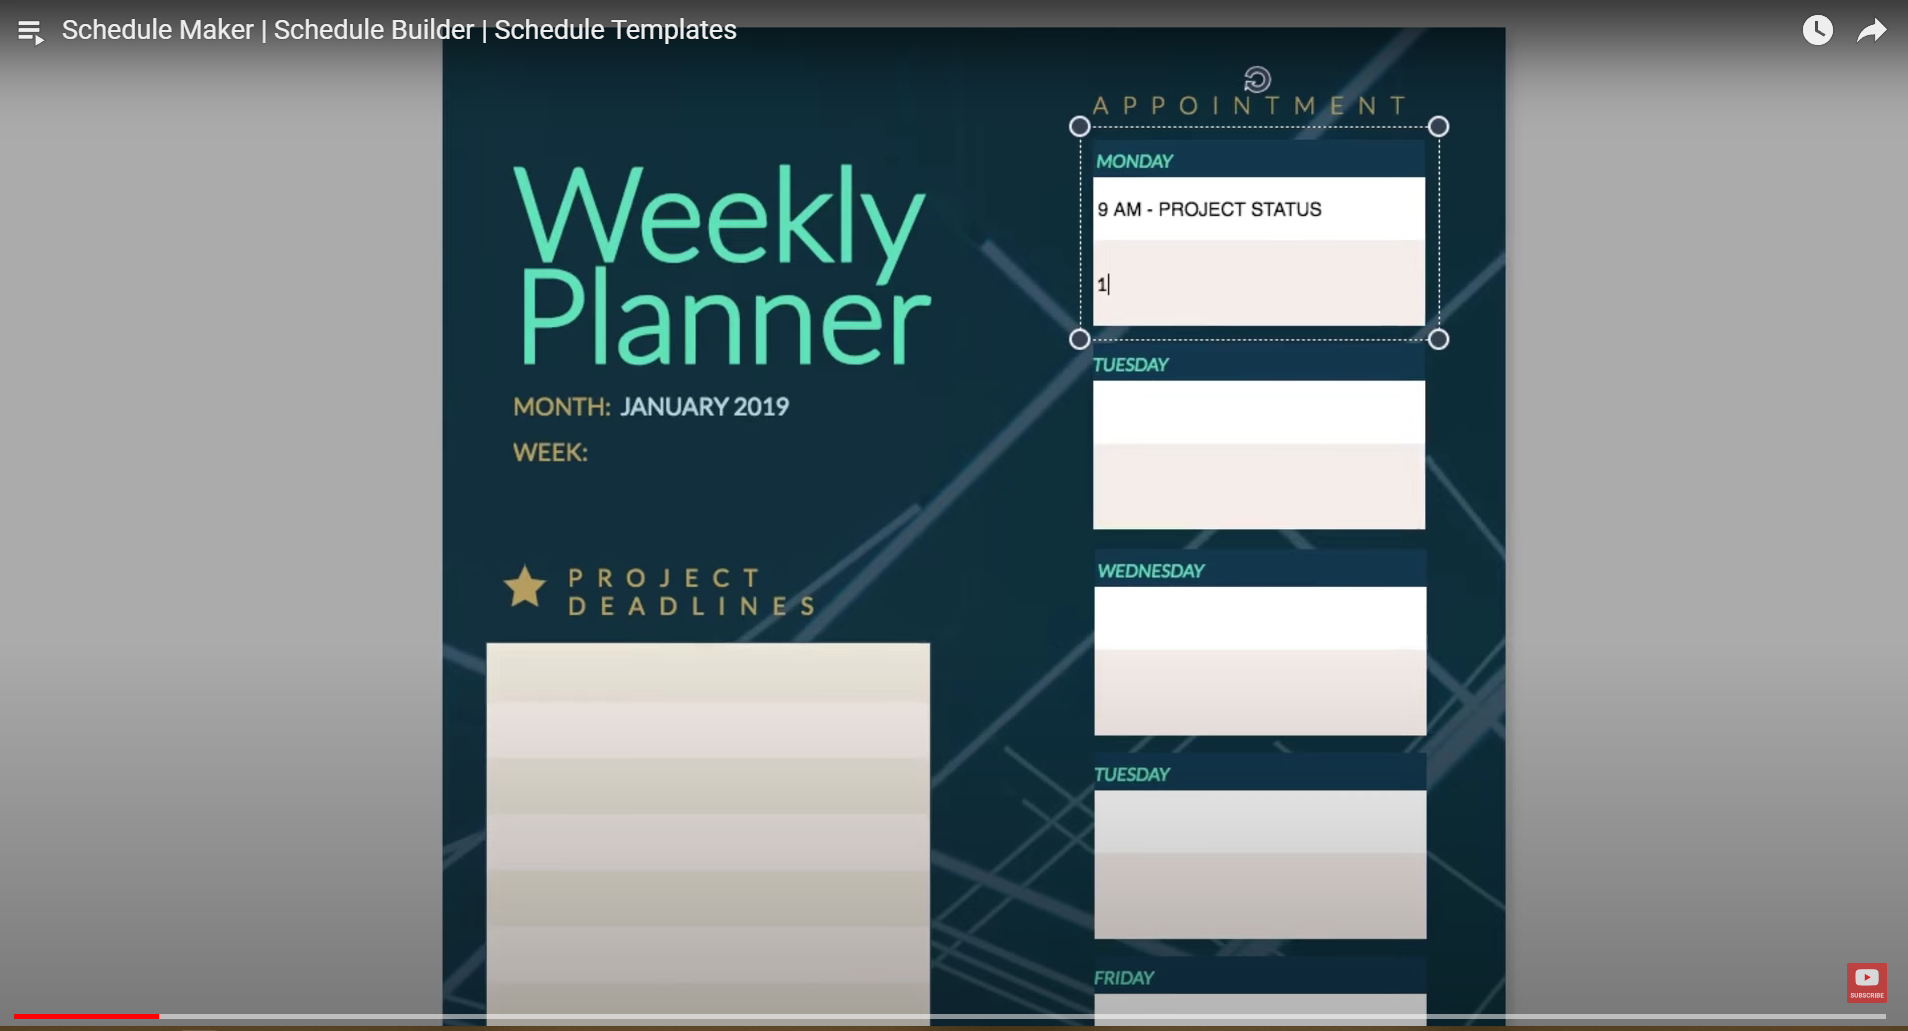 Schedule Maker | Schedule Builder | Schedule Templates
Weekly
Planner
MONTH: JANUARY 2019
WEEK:
PROJECT
DEADLINES
APPOINTMENT
MONDAY
9 AM - PROJECT STATUS
1
TUESDAY
WEDNESDAY
TUESDAY
FRIDAY
SUBSCRIBE